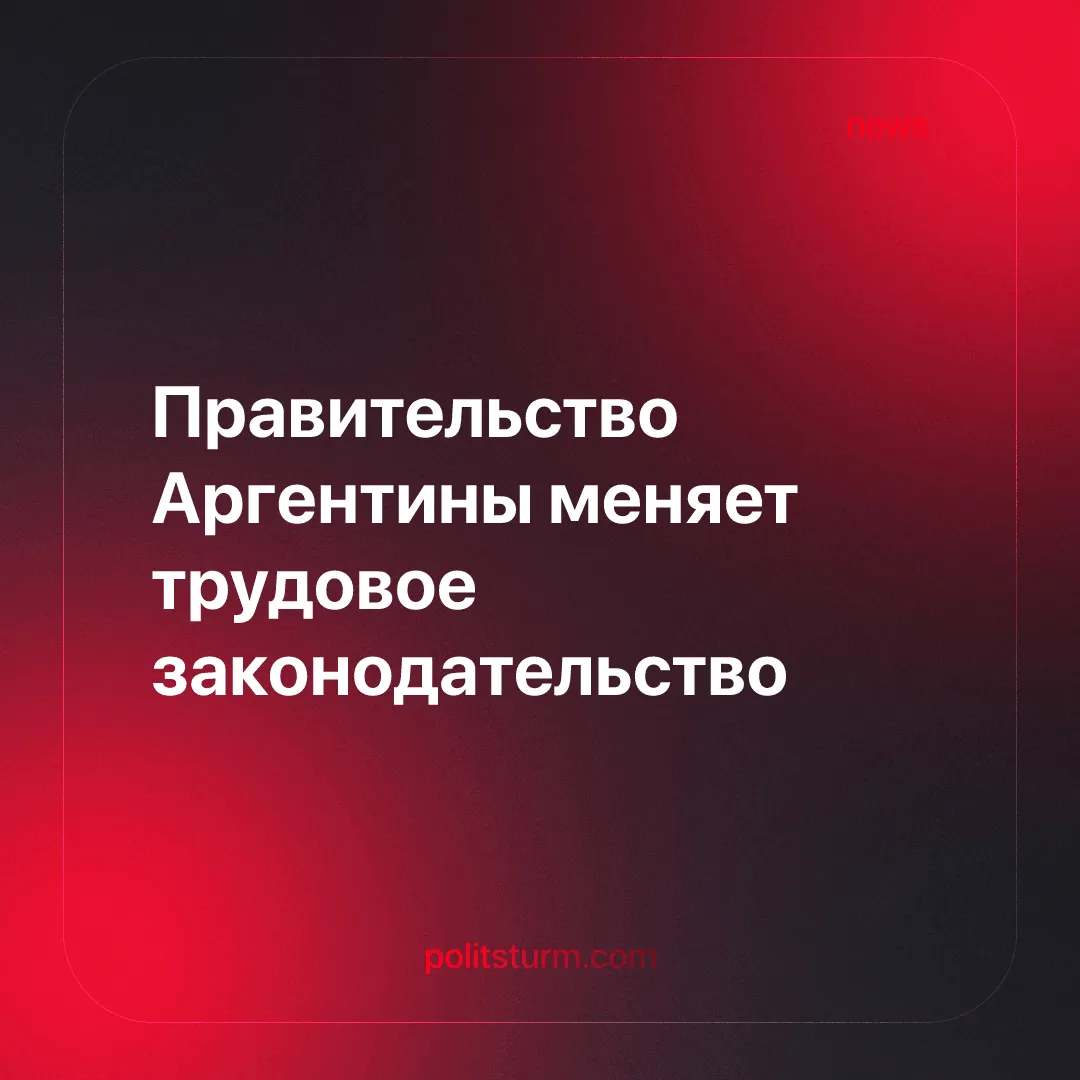 news
Правительство
Аргентины меняет
трудовое
законодательство
politsturm.com